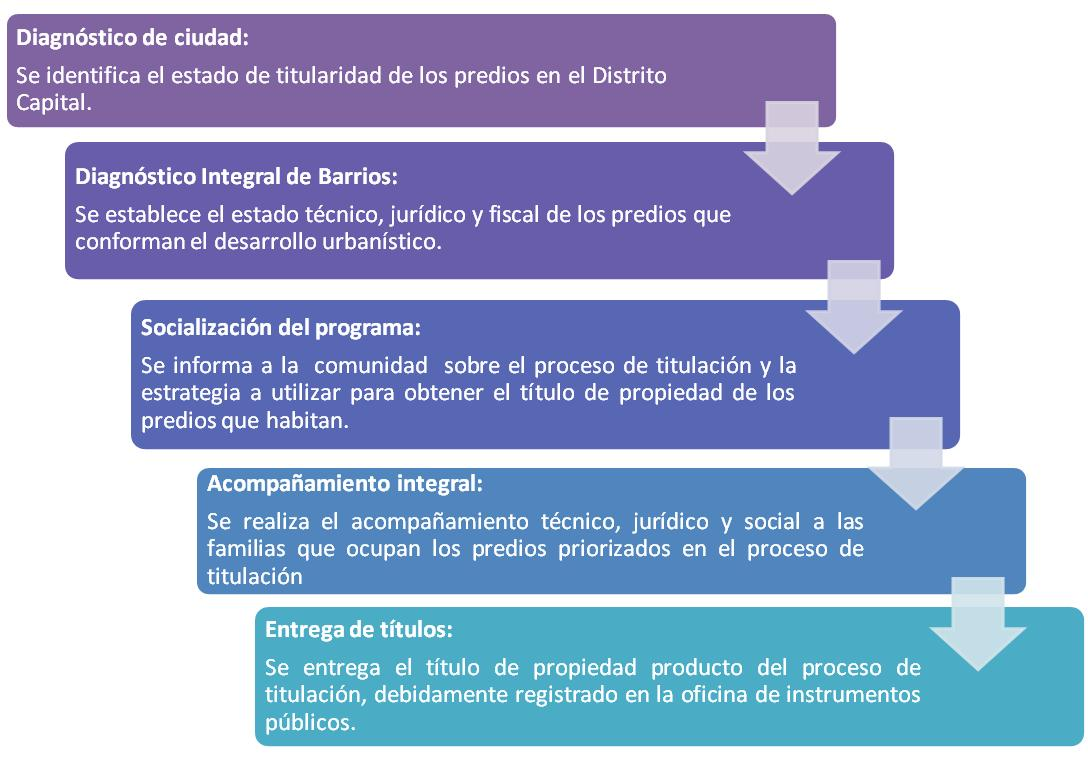 Diagnóstico de ciudad:
Se identifica el estado de titularidad de los predios en el Distrito
Capital.
Diagnóstico Integral de Barrios:
Se establece el estado técnico, jurídico y fiscal de los predios que
conforman el desarrollo urbanístico.
Socialización del programa:
Se informa a la comunidad sobre el proceso de titulación y la
estrategia a utilizar para obtener el título de propiedad de los
predios que habitan.
Acompañamiento integral:
Se realiza el acompañamiento técnico, jurídico y social a las
familias que ocupan los predios priorizados en el proceso de
titulación
Entrega de títulos:
Se entrega el título de propiedad producto del proceso de
titulación, debidamente registrado en la oficina de instrumentos
públicos.